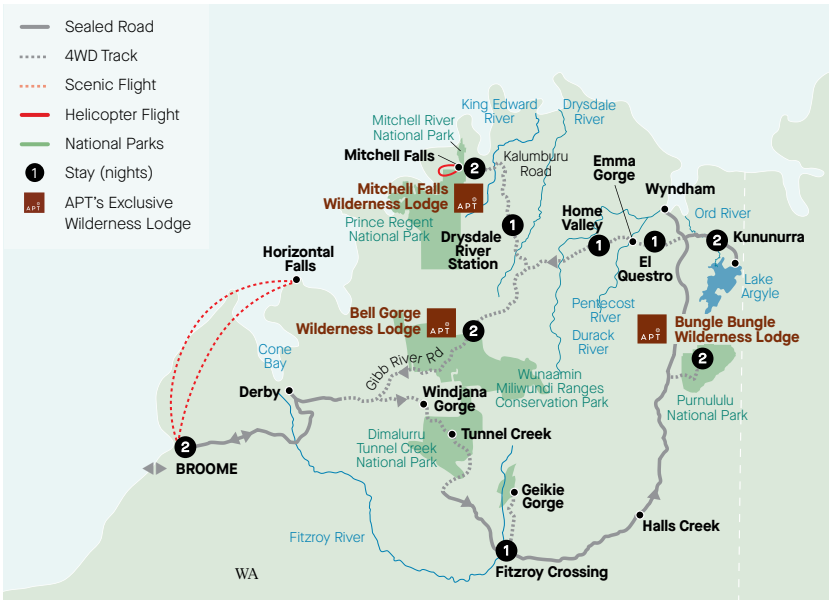 Sealed Road
4WD Track
Scenic Flight
Helicopter Flight
National Parks
1
Stay (nights)
APT
APT's Exclusive
Wilderness Lodge
King Edward
River
Drysdale
River
Mitchell River
National Park
Mitchell Falls
2
Kalumburu
Road
Emma
Gorge
Wyndham
Mitchell Falls
Wilderness Lodge
APT
Prince Regent
National Park
Drysdale
River
Station
1
Home
Valley
1
1
El
Questro
Ord River
2
Kununurra
Lake
Argyle
Horizontal
Falls
Bell Gorge
Wilderness Lodge
APT
2
Pentecost
River
Durack
River
APT
Bungle Bungle
Wilderness Lodge
2
Purnululu
National Park
Cone
Bay
Gibb River Rd
Wunaamin
Miliwundi Ranges
Conservation Park
Derby
Windjana
Gorge
Dimalurru
Tunnel Creek
National Park
Tunnel Creek
2
BROOME
Geikie
Gorge
Halls Creek
Fitzroy River
1
Fitzroy Crossing
WA